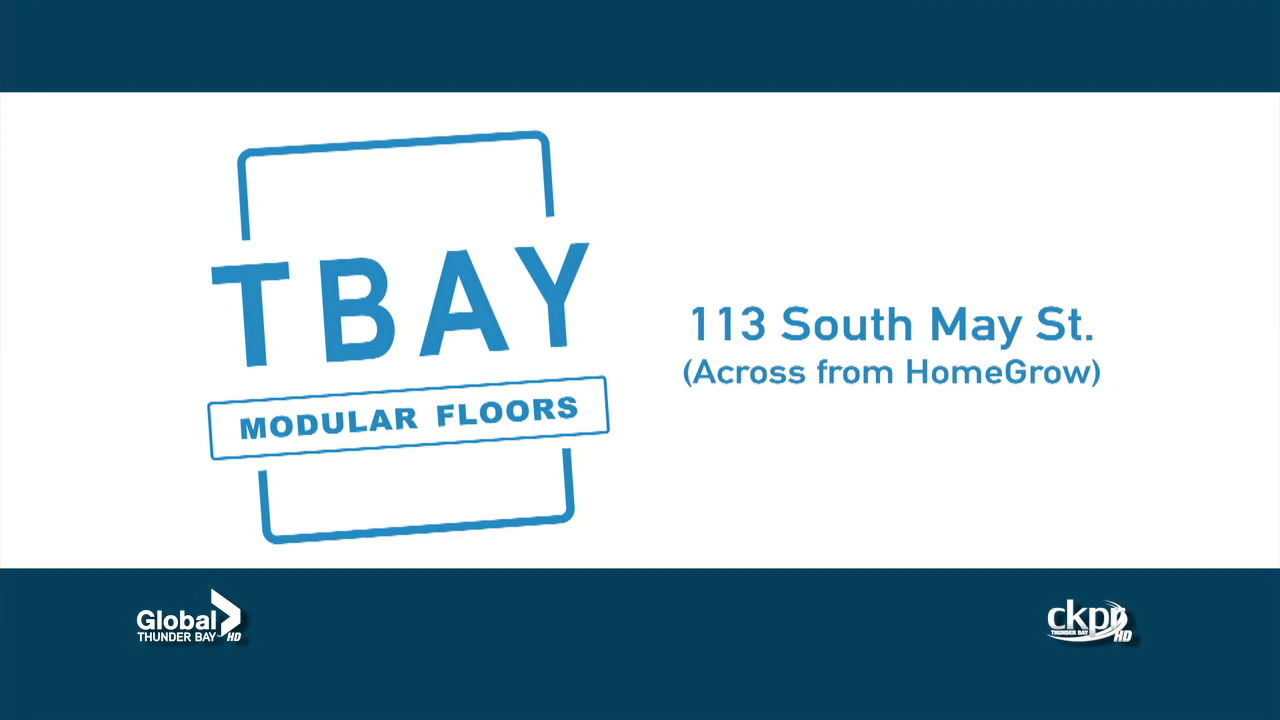 TBAY
MODULAR FLOORS
113 South May St.
(Across from HomeGrow)
Global
THUNDER BAY HD
ckpr
THUNDER BAY
HD